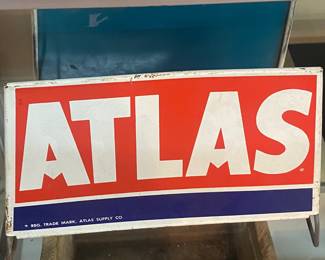 ATLAS
* REG. TRADE MARK, ATLAS SUPPLY CO.